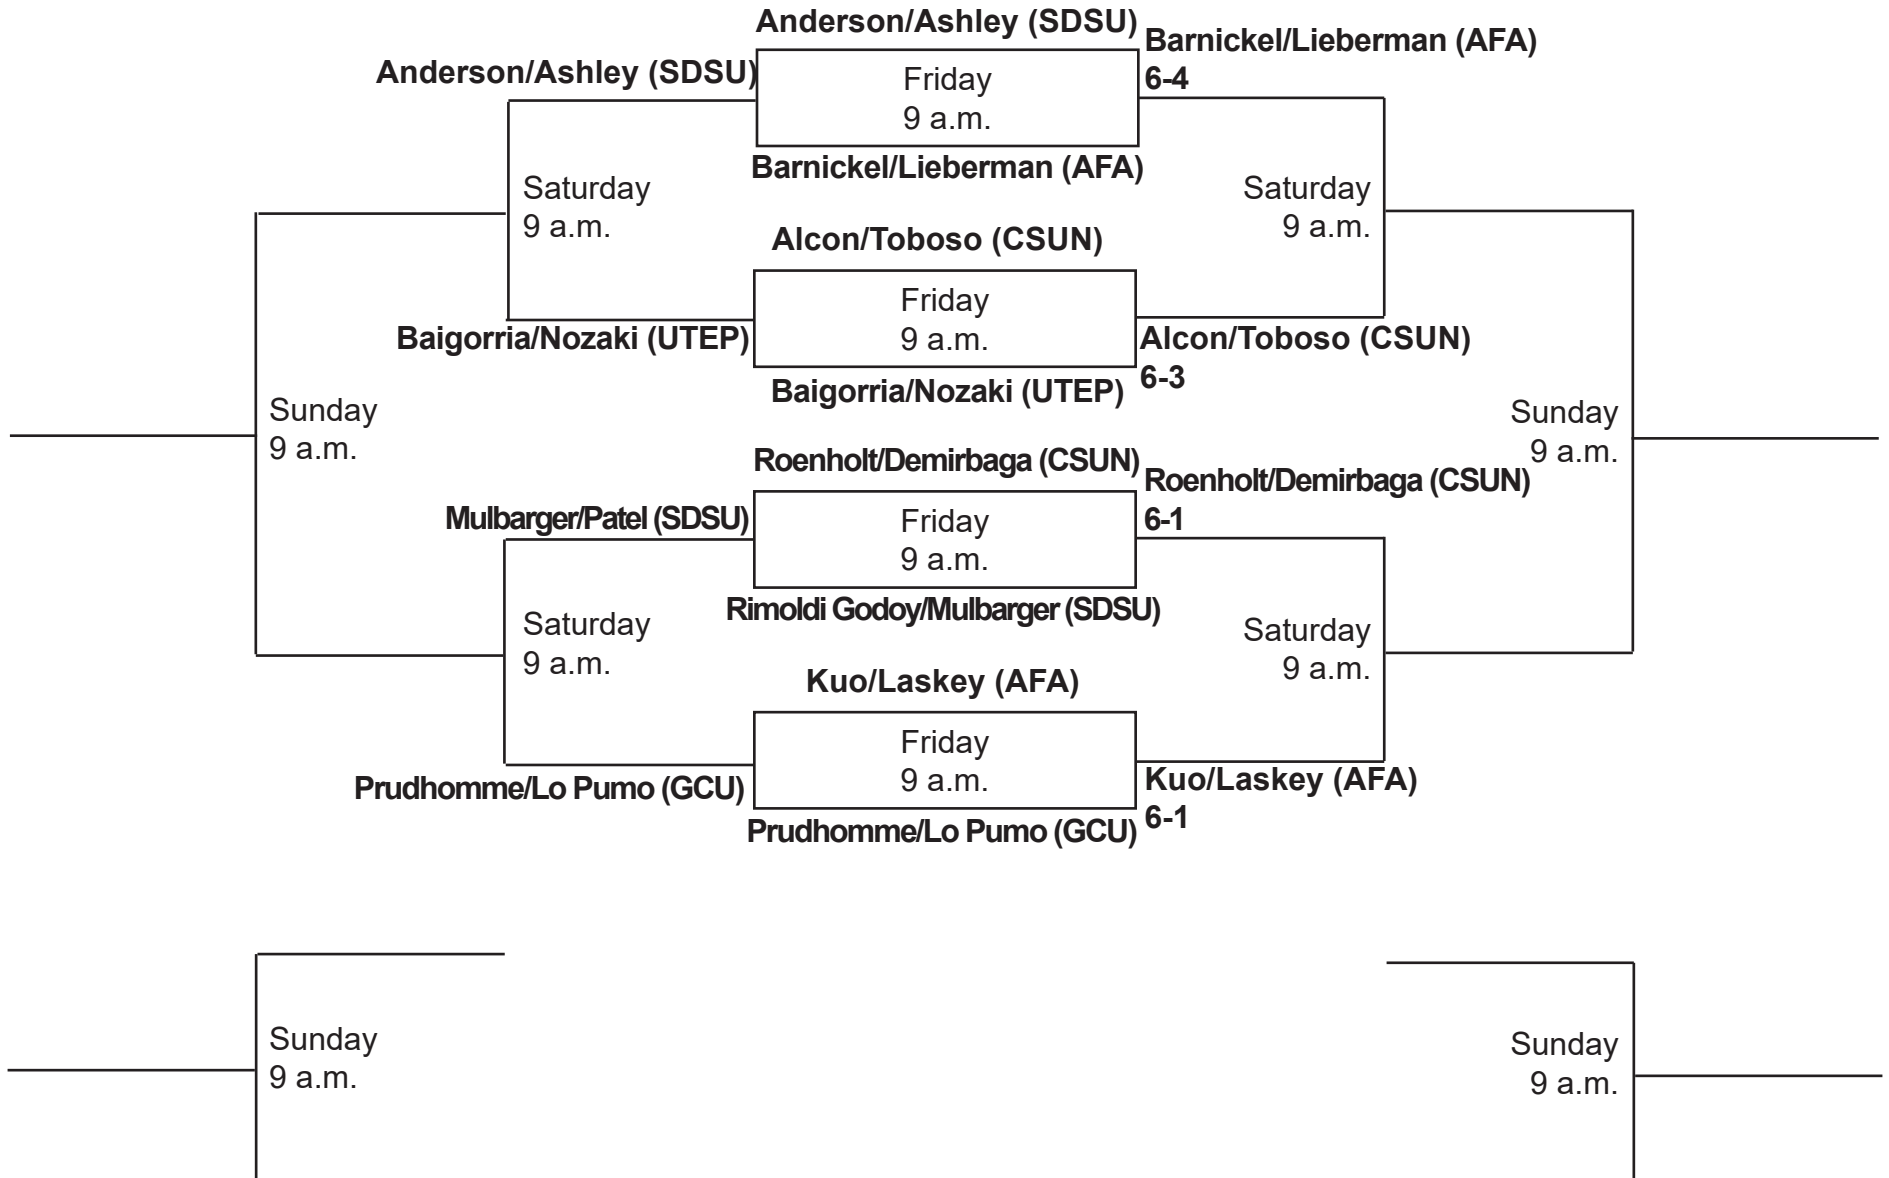 Anderson/Ashley (SDSU)
Barnickel/Lieberman (AFA)
6-4
Anderson/Ashley (SDSU)
Friday
9 a.m.
Barnickel/Lieberman (AFA)
Saturday
9 a.m.
Saturday
9 a.m.
Alcon/Toboso (CSUN)
Friday
9 a.m.
Baigorria/Nozaki (UTEP)
Alcon/Toboso (CSUN)
6-3
Baigorria/Nozaki (UTEP)
Sunday
9 a.m.
Sunday
9 a.m.
Roenholt/Demirbaga (CSUN)
Roenholt/Demirbaga (CSUN)
6-1
Mulbarger/Patel (SDSU)
Friday
9 a.m.
Rimoldi Godoy/Mulbarger (SDSU)
Saturday
9 a.m.
Saturday
9 a.m.
Kuo/Laskey (AFA)
Friday
9 a.m.
Prudhomme/Lo Pumo (GCU)
Kuo/Laskey (AFA)
6-1
Prudhomme/Lo Pumo (GCU)
Sunday
9 a.m.
Sunday
9 a.m.